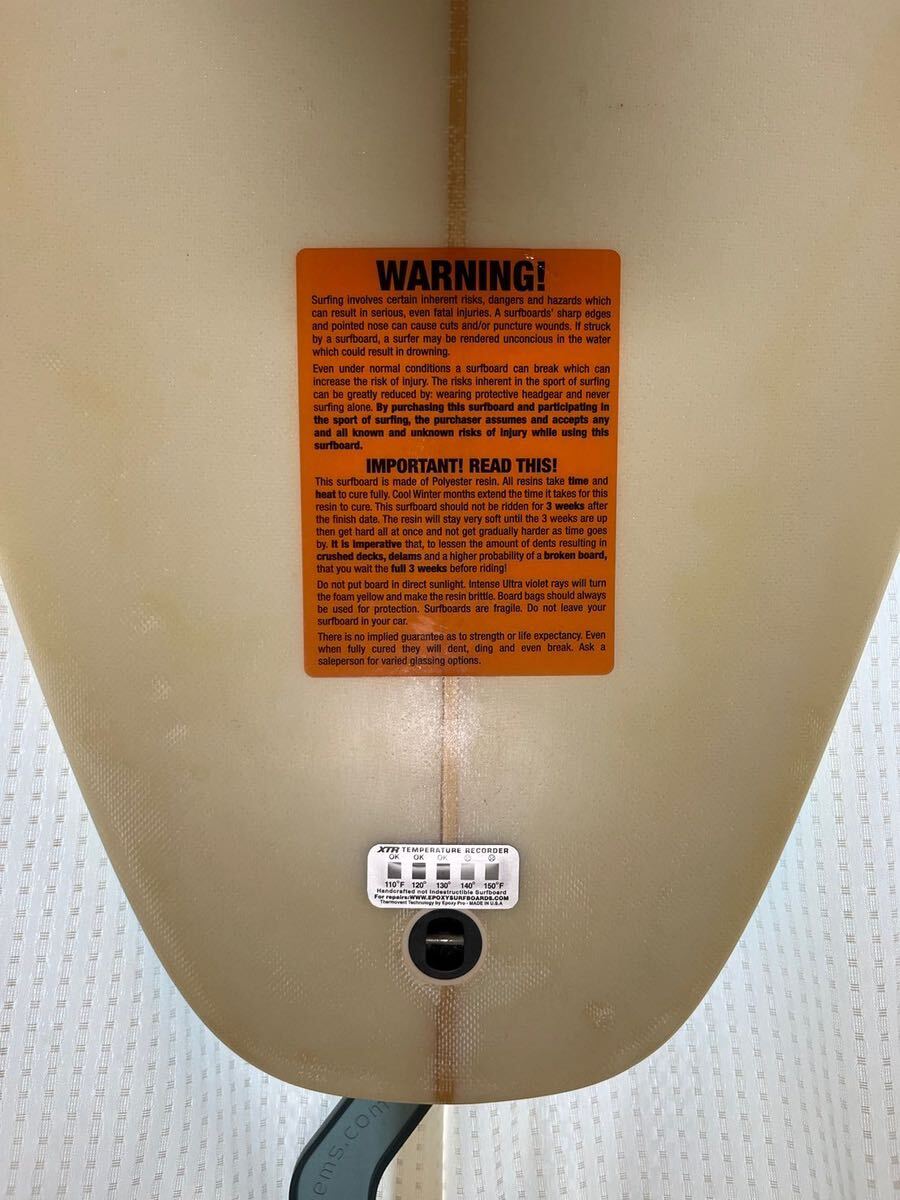 WARNING!
Surfing involves certain inherent risks, dangers and hazards which
can result in serious, even fatal injuries. A surfboards' sharp edges
and pointed nose can cause cuts and/or puncture wounds. If struck
by a surfboard, a surfer may be rendered unconcious in the water
which could result in drowning.
Even under normal conditions a surfboard can break which can
increase the risk of injury. The risks inherent in the sport of surfing
can be greatly reduced by: wearing protective headgear and never
surfing alone. By purchasing this surfboard and participating in
the sport of surfing, the purchaser assumes and accepts any
and all known and unknown risks of injury while using this
surfboard.
IMPORTANT! READ THIS!
This surfboard is made of Polyester resin. All resins take time and
heat to cure fully. Cool Winter months extend the time it takes for this
resin to cure. This surfboard should not be ridden for 3 weeks after
the finish date. The resin will stay very soft until the 3 weeks are up
then get hard all at once and not get gradually harder as time goes
by. It is imperative that, to lessen the amount of dents resulting in
crushed decks, delams and a higher probability of a broken board,
that you wait the full 3 weeks before riding!
Do not put board in direct sunlight. Intense Ultra violet rays will turn
the foam yellow and make the resin brittle. Board bags should always
be used for protection. Surfboards are fragile. Do not leave your
surfboard in your car.
There is no implied guarantee as to strength or life expectancy. Even
when fully cured they will dent, ding and even break. Ask a
saleperson for varied glassing options.
XTR TEMPERATURE RECORDER
OK OK OK
110°F 120° 130° 140° 150°F
Handcrafted not Indestructible Surfboard
For repairs:WWW.EPOXYSURFBOARDS.COM
Thermovent Technology by Epoxy Pro - MADE IN U.S.A
ems.com